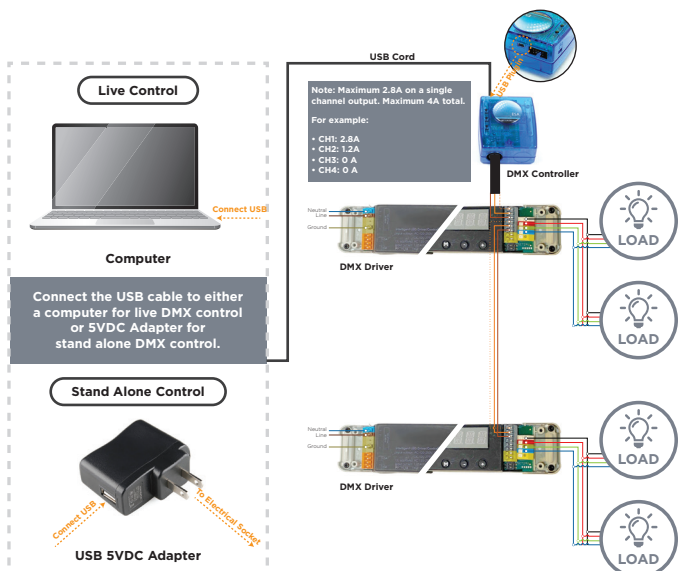 Live Control
Connect USB
Computer
Connect the USB cable to either
a computer for live DMX control
or 5VDC Adapter for
stand alone DMX control.
Stand Alone Control
Connect USB
To Electrical Socket
USB 5VDC Adapter
USB Cord
USB Plug in
Note: Maximum 2.8A on a single
channel output. Maximum 4A total.
For example:
• CH1: 2.8A
• CH2: 1.2A
• CH3: 0 A
• CH4: 0 A
DMX Controller
Neutral
Line
Ground
DMX Driver
LOAD
LOAD
Neutral
Line
Ground
DMX Driver
LOAD
LOAD